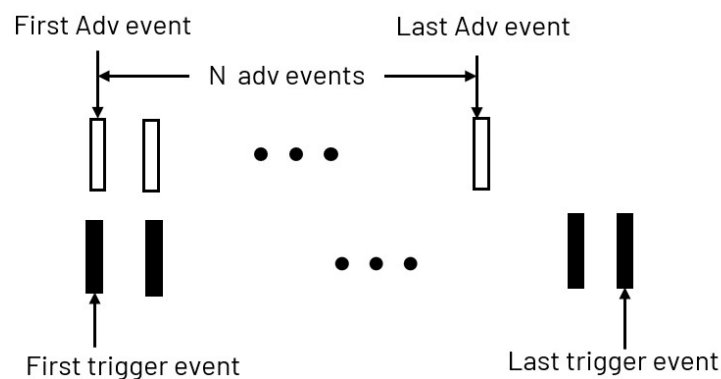 First Adv event
Last Adv event
N adv events
First trigger event
Last trigger event